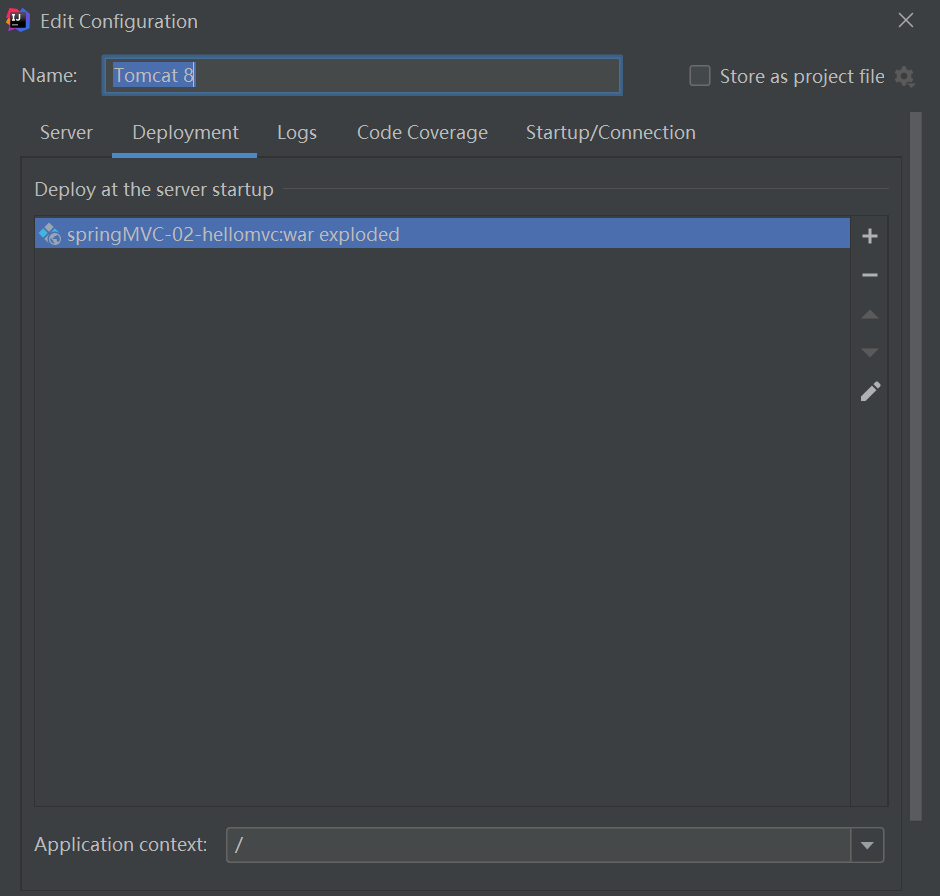 Edit Configuration
Name: Tomcat 8 Store as project file
Server Deployment Logs Code Coverage Startup/Connection
Deploy at the server startup
springMVC-02-hellomvc:war exploded
Application context: /